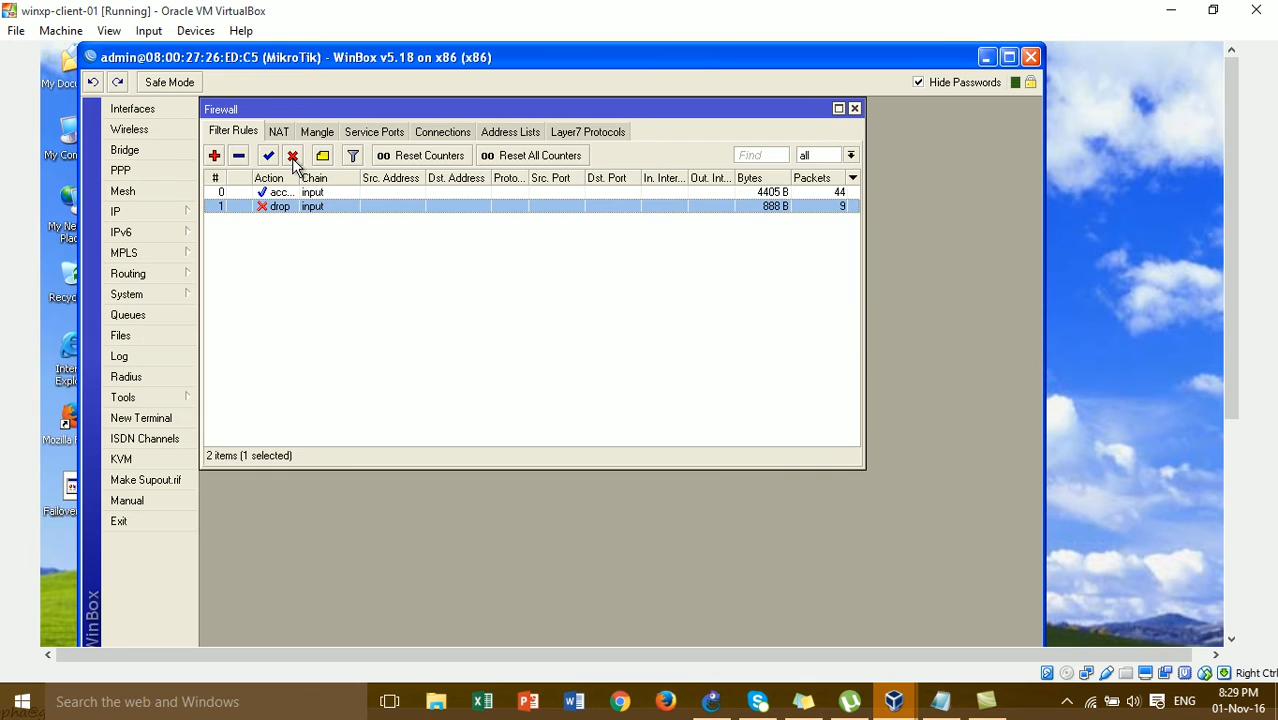 winxp-client-01 [Running] - Oracle VM VirtualBox
File Machine View Input Devices Help
admin@08:00:27:26:ED:C5 (MikroTik) - WinBox v5.18 on x86 (x86)
Safe Mode Hide Passwords
My Doc
My Com
My Ne
Plac
Recyc
Inter
Explo
Mozilla F
Failove
WinBox
Interfaces
Wireless
Bridge
PPP
Mesh
IP
IPv6
MPLS
Routing
System
Queues
Files
Log
Radius
Tools
New Terminal
ISDN Channels
KVM
Make Supout.rif
Manual
Exit
Firewall
Filter Rules NAT Mangle Service Ports Connections Address Lists Layer7 Protocols
00 Reset Counters 00 Reset All Counters Find all
# Action Chain Src. Address Dst. Address Proto... Src. Port Dst. Port In. Inter... Out. Int... Bytes Packets
0 acc... input 4405 B 44
1 drop input 888 B 9
2 items (1 selected)
Right Ctrl
Search the web and Windows
ENG
8:29 PM
01-Nov-16